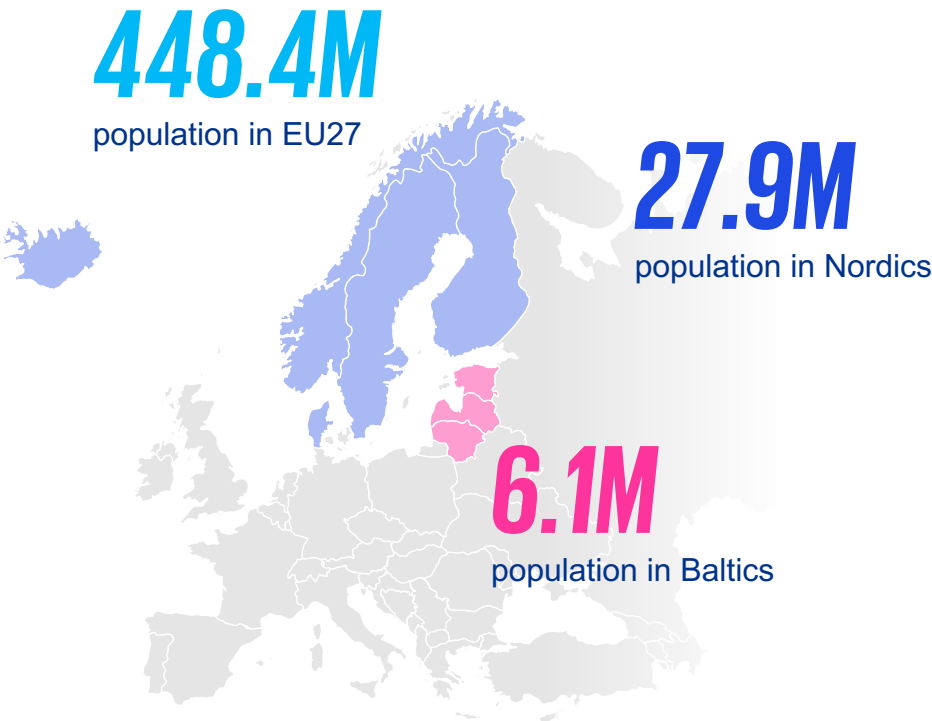 448.4M
population in EU27
27.9M
population in Nordics
6.1M
population in Baltics